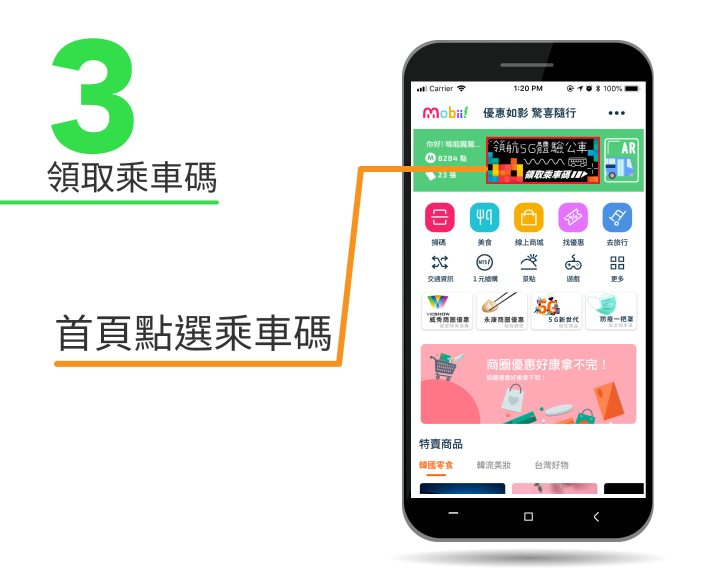 3
領取乘車碼
首頁點選乘車碼
Carrier
1:20 PM
100%
Mobii!
優惠如影 驚喜隨行
你好! 曉龍龍龍...
M 8284 點
23 張
領航5G體驗公車
領取乘車碼
AR
掃碼
美食
線上商城
找優惠
去旅行
NT$1
交通資訊
1元搶購
景點
遊戲
更多
VIESHOW
威秀商圈優惠
永康商圈優惠
5G
5G新世代
防疫一把罩
商圈優惠好康拿不完！
商圈優惠好康拿不完！
特賣商品
韓國零食
韓流美妝
台灣好物